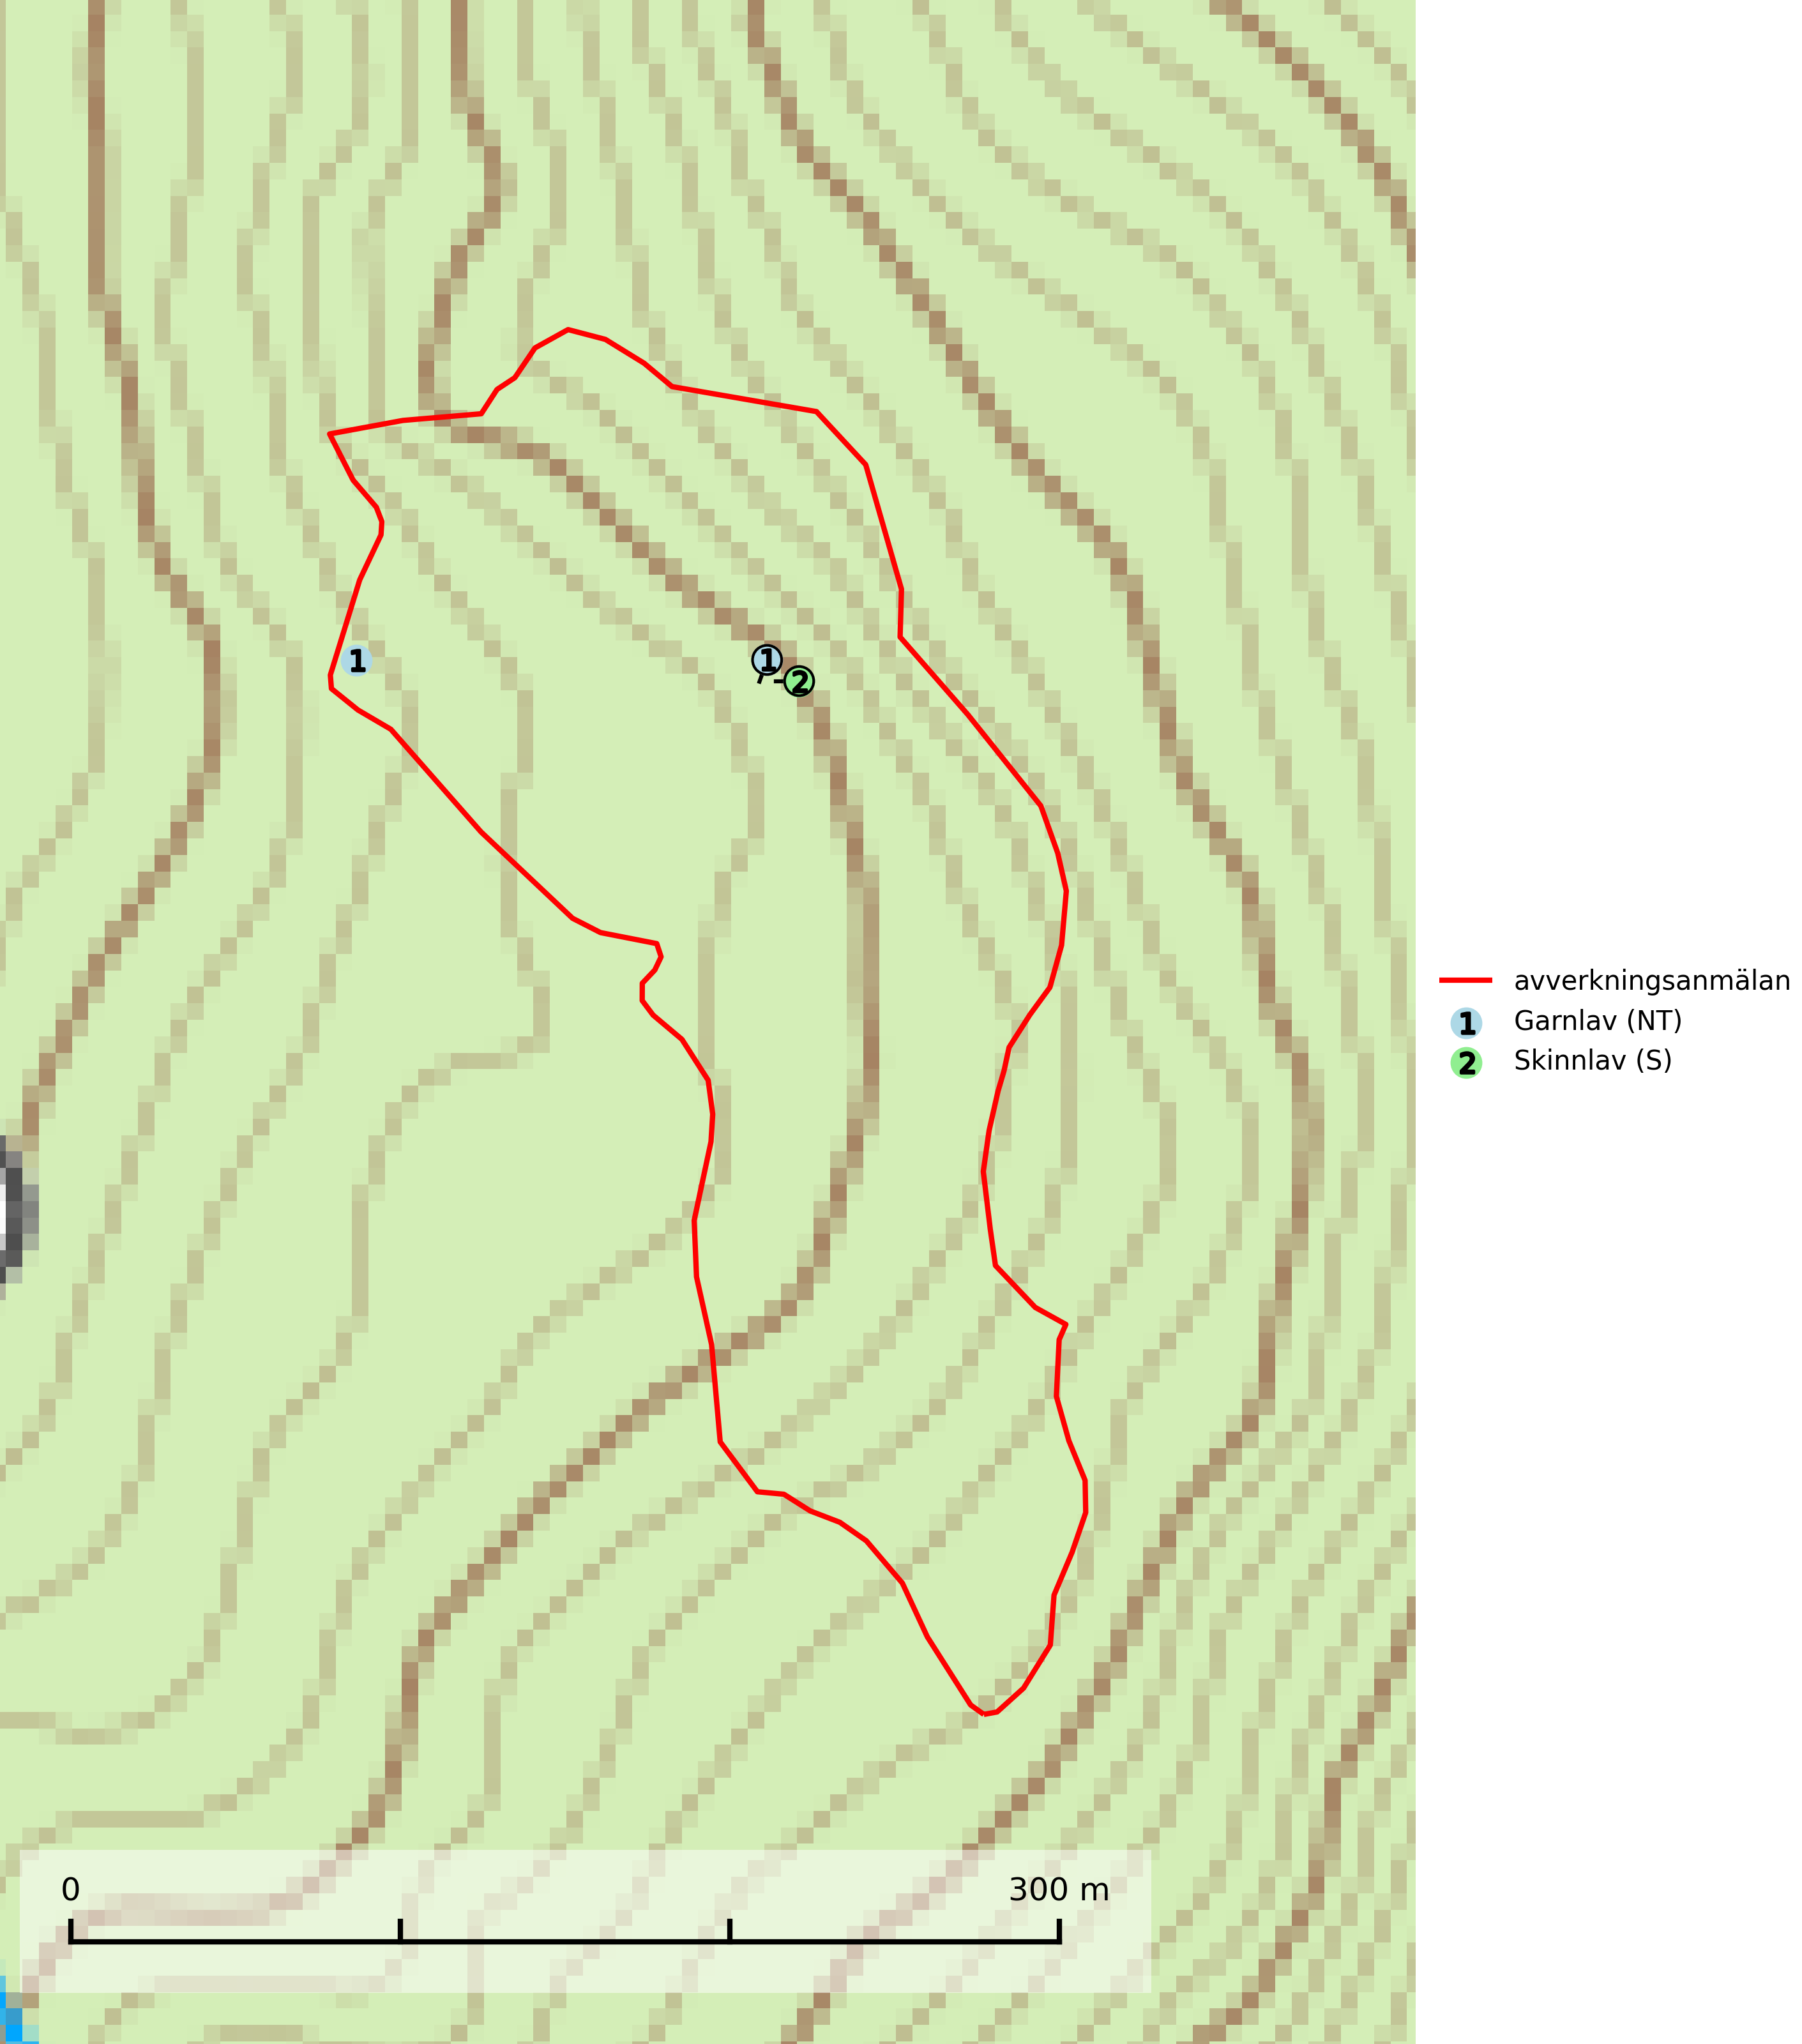 1
1
2
avverkningsanmälan
1 Garnlav (NT)
2 Skinnlav (S)
0 300 m